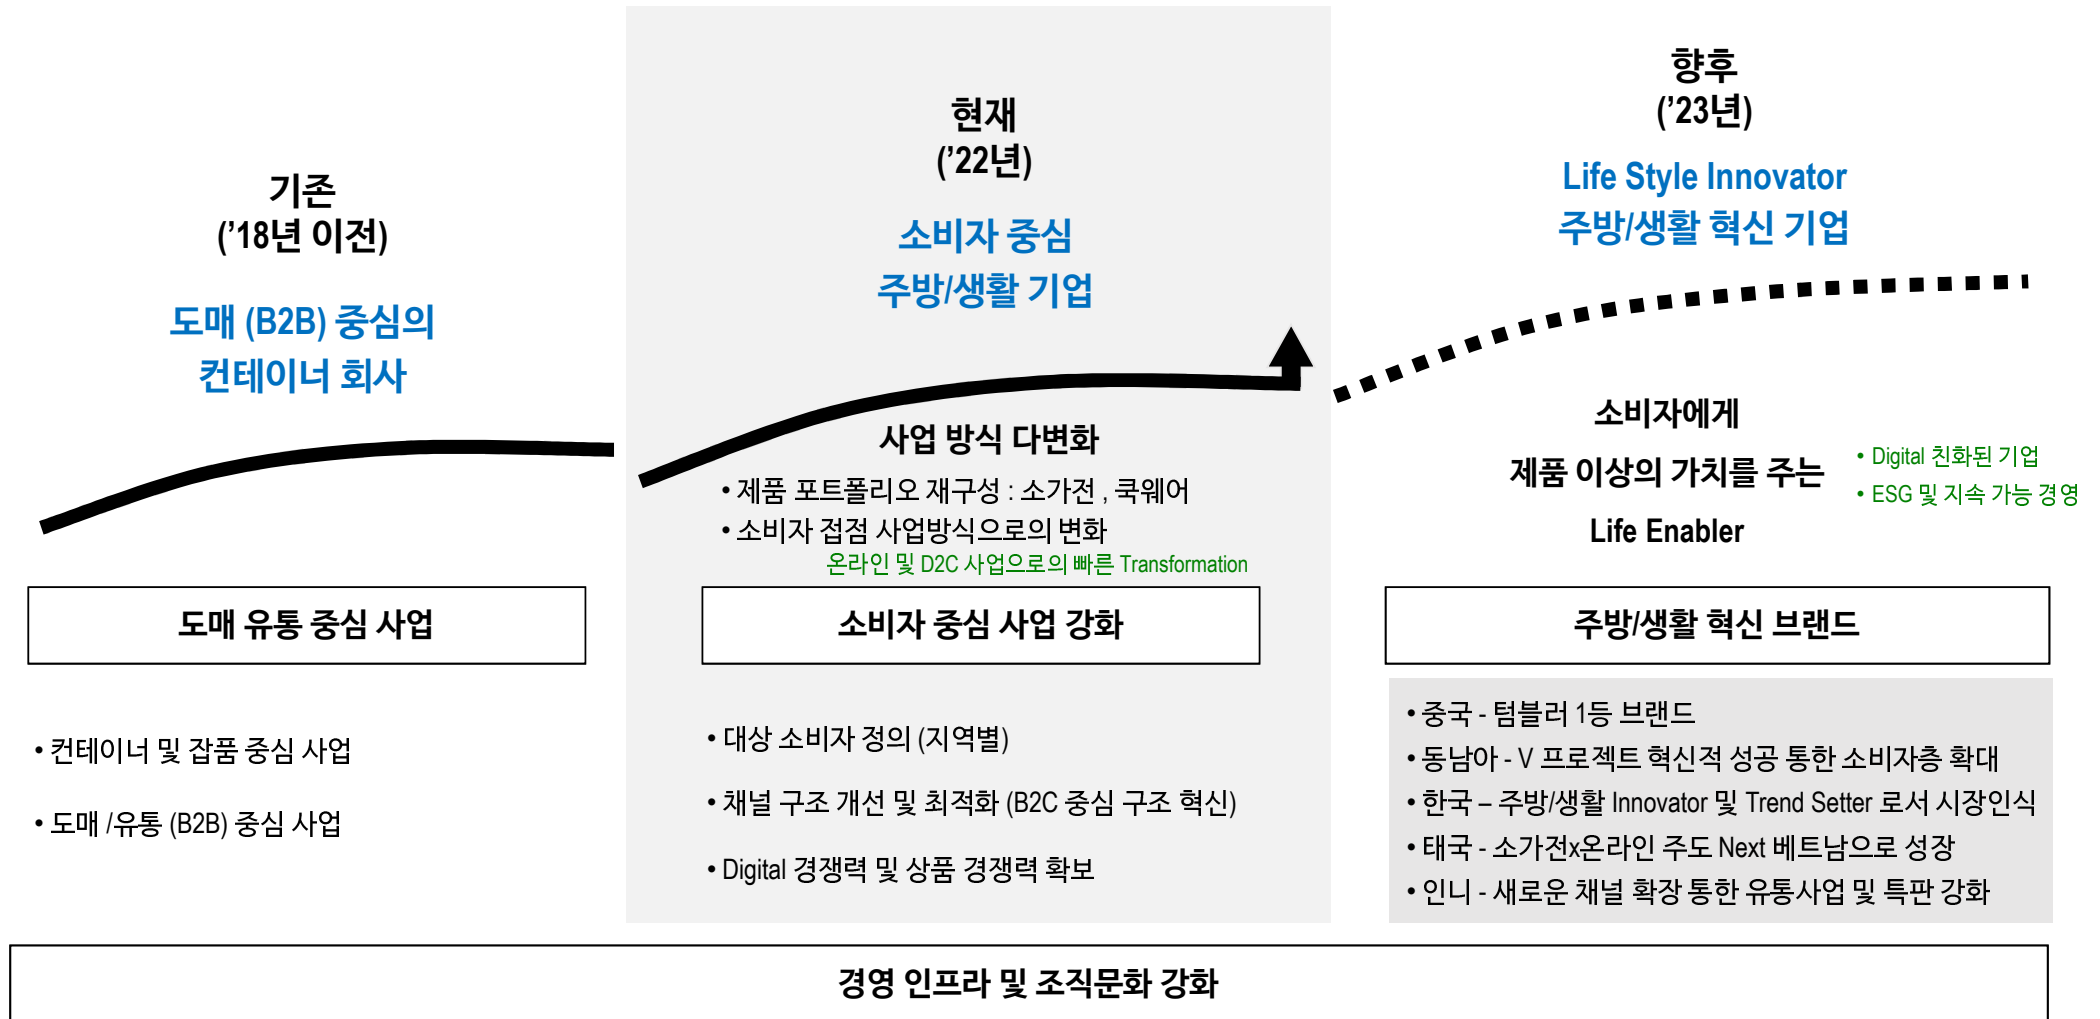 기존
(’18년 이전)
도매 (B2B) 중심의
컨테이너 회사
도매 유통 중심 사업
• 컨테이너 및 잡품 중심 사업
• 도매 /유통 (B2B) 중심 사업
현재
(’22년)
소비자 중심
주방/생활 기업
사업 방식 다변화
• 제품 포트폴리오 재구성 : 소가전 , 쿡웨어
• 소비자 접점 사업방식으로의 변화
온라인 및 D2C 사업으로의 빠른 Transformation
소비자 중심 사업 강화
• 대상 소비자 정의 (지역별)
• 채널 구조 개선 및 최적화 (B2C 중심 구조 혁신)
• Digital 경쟁력 및 상품 경쟁력 확보
향후
(’23년)
Life Style Innovator
주방/생활 혁신 기업
소비자에게
제품 이상의 가치를 주는
Life Enabler
• Digital 친화된 기업
• ESG 및 지속 가능 경영
주방/생활 혁신 브랜드
• 중국 - 텀블러 1등 브랜드
• 동남아 - V 프로젝트 혁신적 성공 통한 소비자층 확대
• 한국 – 주방/생활 Innovator 및 Trend Setter 로서 시장인식
• 태국 - 소가전x온라인 주도 Next 베트남으로 성장
• 인니 - 새로운 채널 확장 통한 유통사업 및 특판 강화
경영 인프라 및 조직문화 강화